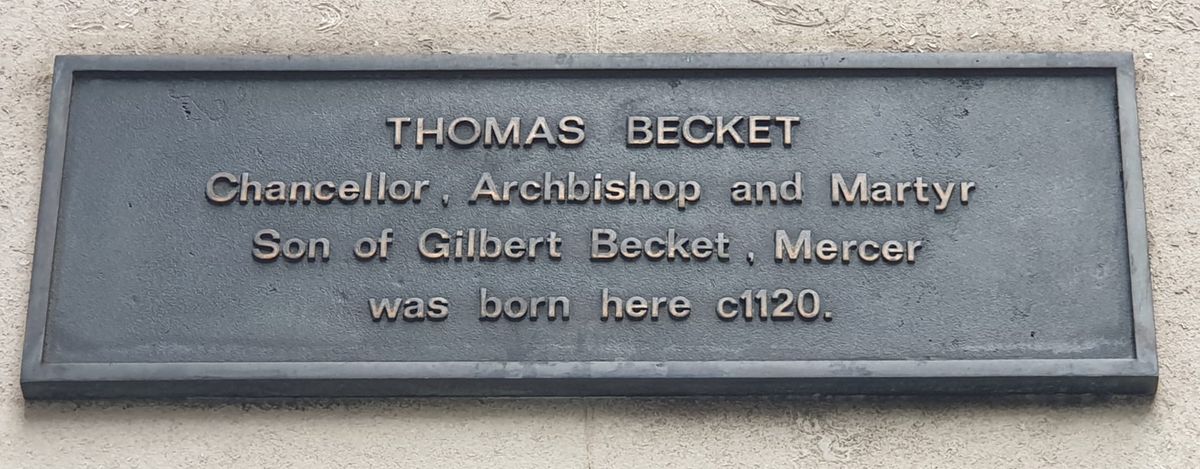 THOMAS BECKET
Chancellor, Archbishop and Martyr
Son of Gilbert Becket, Mercer
was born here c1120.